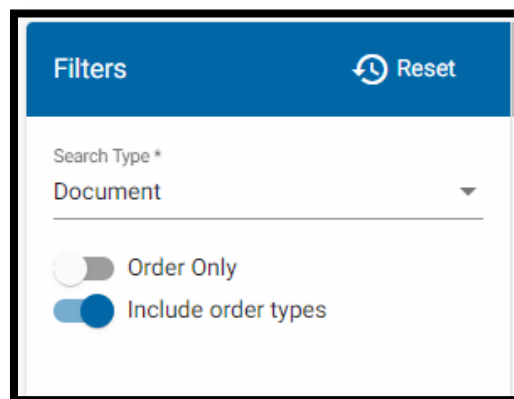 Filters
Reset
Search Type *
Document
Order Only
Include order types